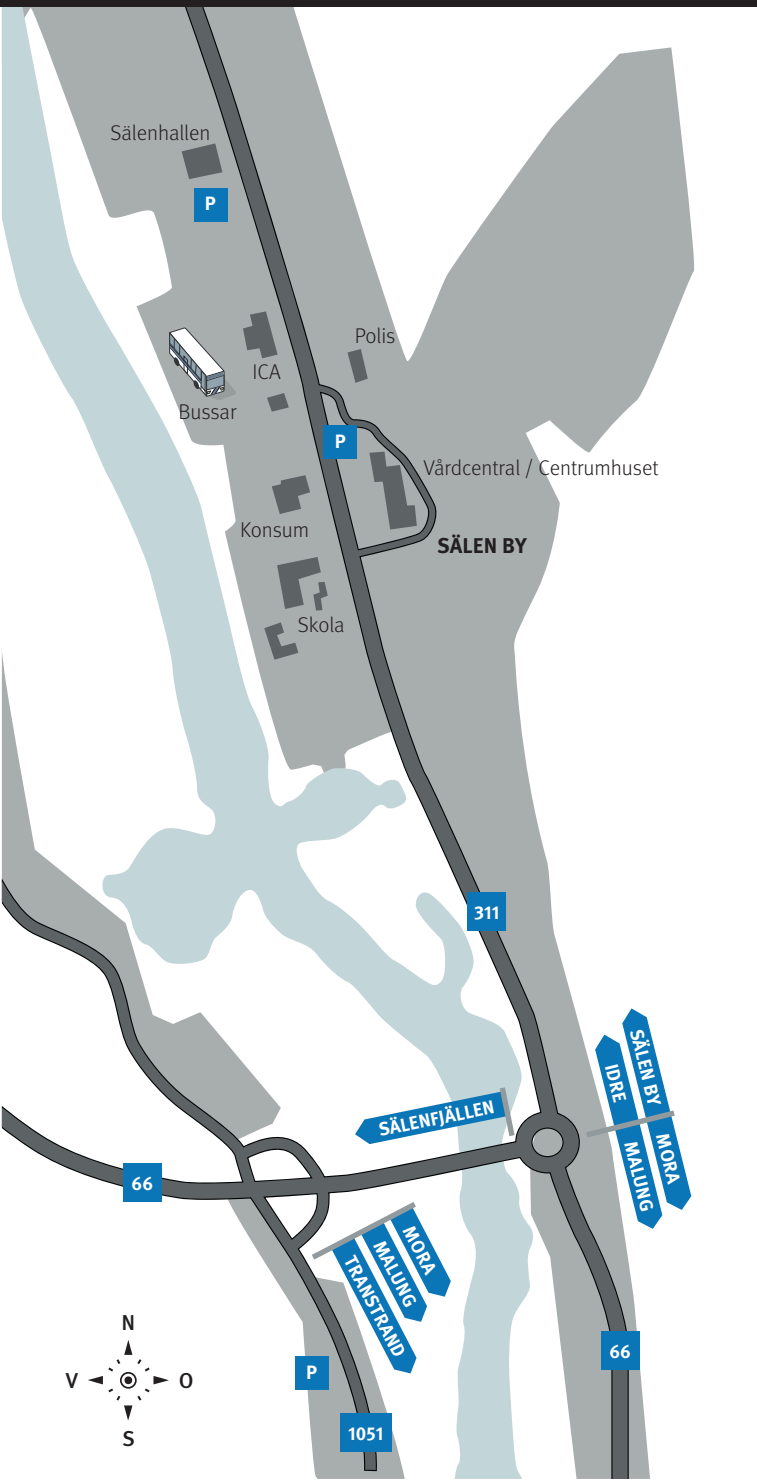 Sälenhallen
P
Polis
ICA
Bussar
P
Vårdcentral / Centrumhuset
Konsum
SÄLEN BY
Skola
311
SÄLEN BY
IDRE
SÄLENFJÄLLEN
MORA
MALUNG
66
MORA
MALUNG
TRANSTRAND
N
V O
S
66
P
1051